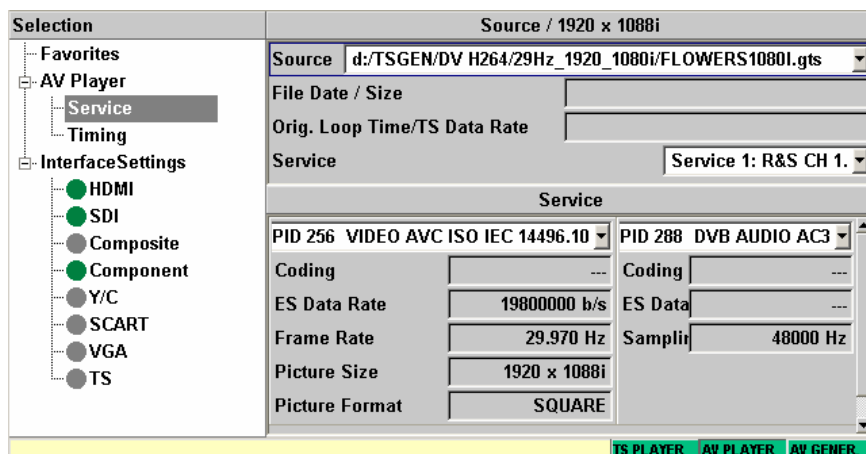 Selection
Favorites
AV Player
Service
Timing
InterfaceSettings
HDMI
SDI
Composite
Component
Y/C
SCART
VGA
TS
Source / 1920 x 1088i
Source d:/TSGEN/DV H264/29Hz_1920_1080i/FLOWERS1080I.gts
File Date / Size
Orig. Loop Time/TS Data Rate
Service Service 1: R&S CH 1.
Service
PID 256 VIDEO AVC ISO IEC 14496.10
Coding ---
ES Data Rate 19800000 b/s
Frame Rate 29.970 Hz
Picture Size 1920 x 1088i
Picture Format SQUARE
PID 288 DVB AUDIO AC3
Coding ---
ES Data ---
Samplin 48000 Hz
TS PLAYER AV PLAYER AV GENER